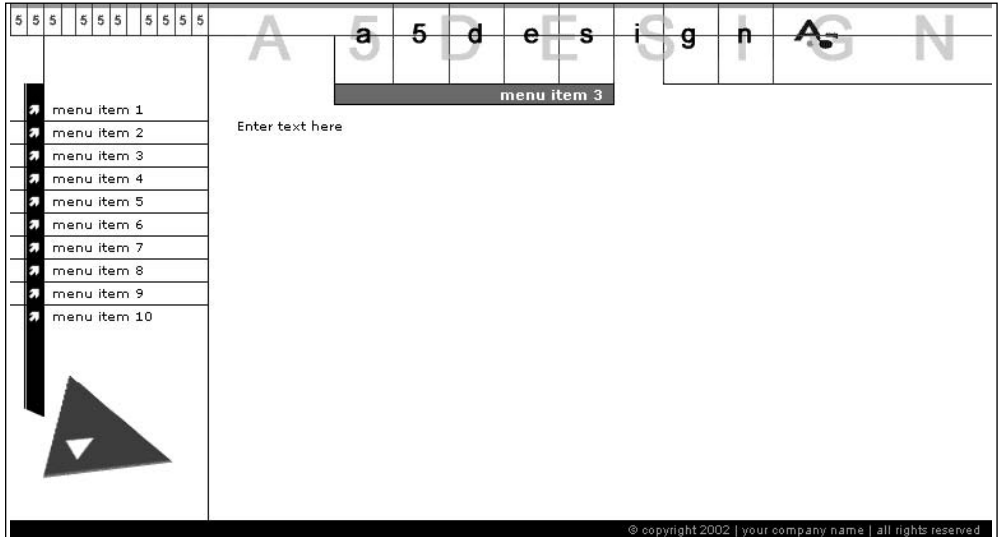 5 5 5 5 5 5 5 5 5 5
A 5 D E S I G N
a 5 d e s i g n
menu item 3
menu item 1
menu item 2
menu item 3
menu item 4
menu item 5
menu item 6
menu item 7
menu item 8
menu item 9
menu item 10
Enter text here
© copyright 2002 | your company name | all rights reserved